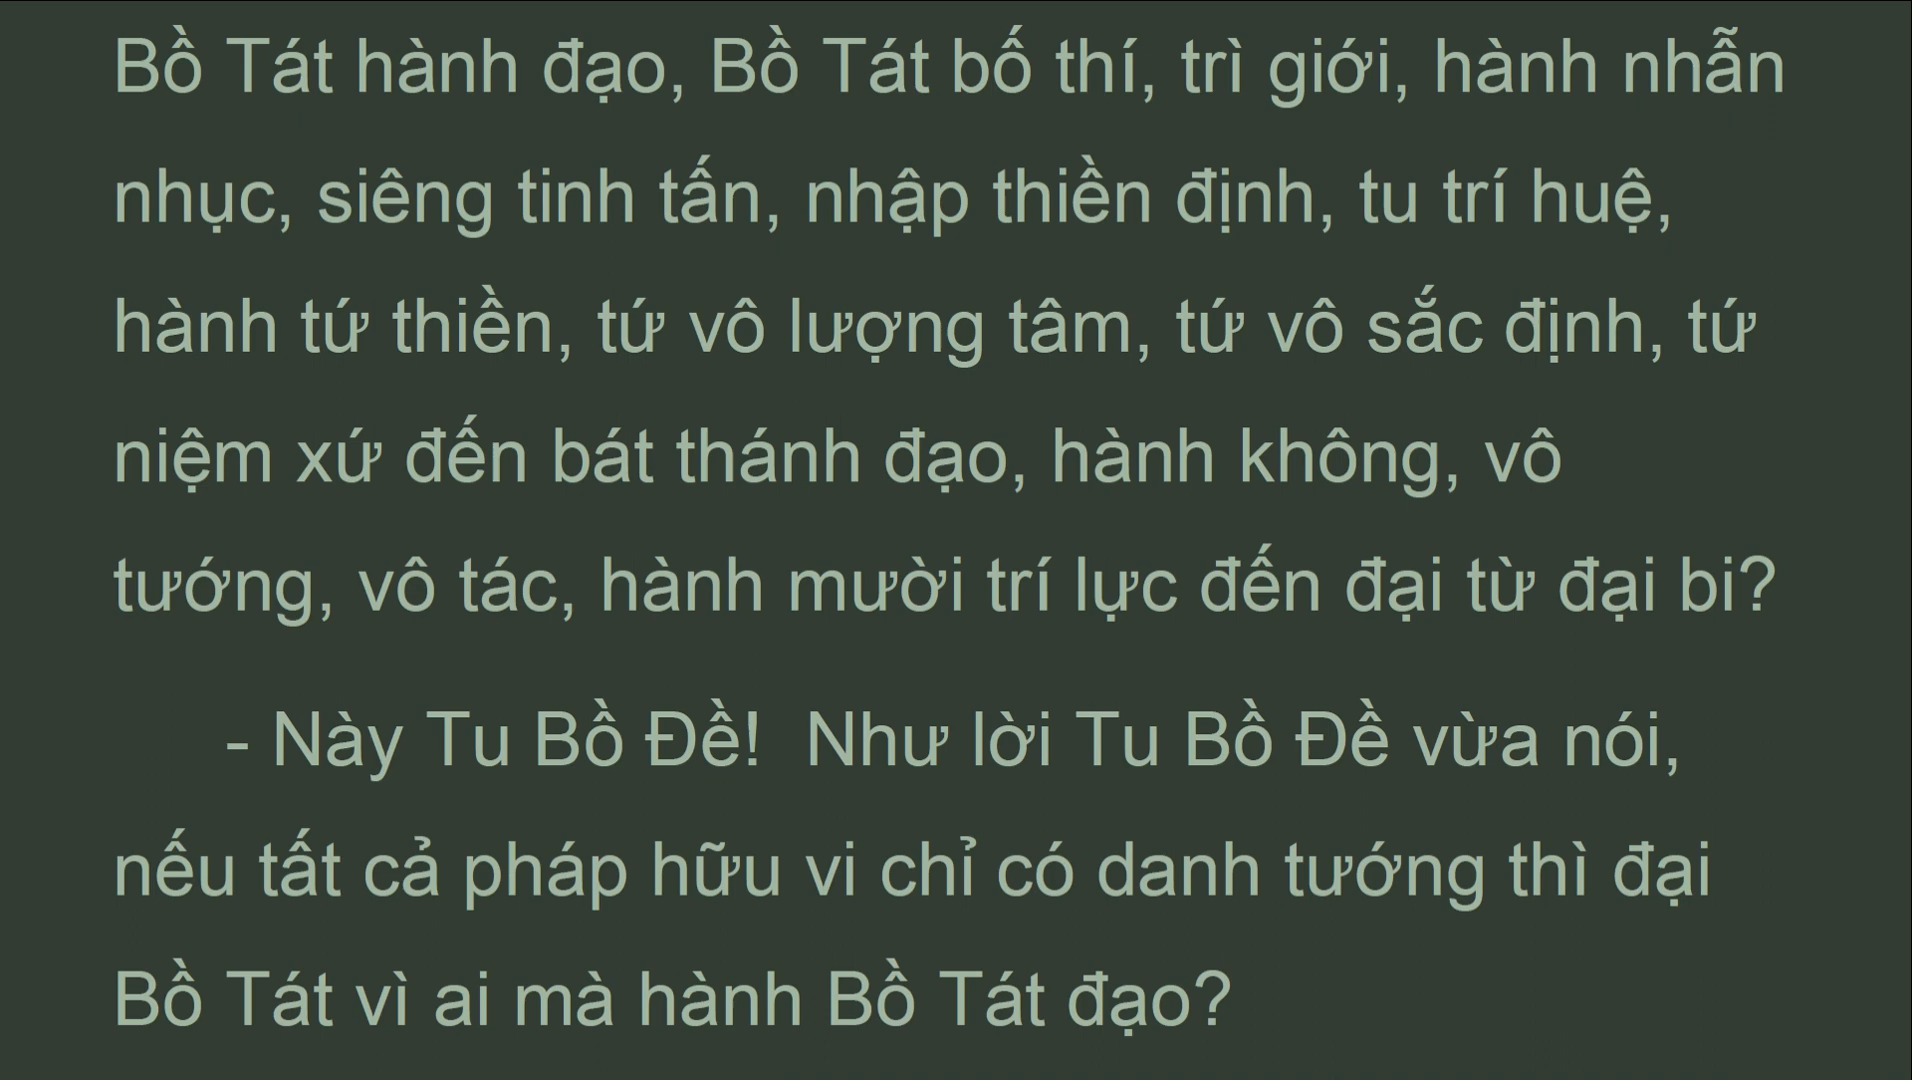 Bồ Tát hành đạo, Bồ Tát bố thí, trì giới, hành nhẫn
nhục, siêng tinh tấn, nhập thiền định, tu trí huệ,
hành tứ thiền, tứ vô lượng tâm, tứ vô sắc định, tứ
niệm xứ đến bát thánh đạo, hành không, vô
tướng, vô tác, hành mười trí lực đến đại từ đại bi?
- Này Tu Bồ Đề!  Như lời Tu Bồ Đề vừa nói,
nếu tất cả pháp hữu vi chỉ có danh tướng thì đại
Bồ Tát vì ai mà hành Bồ Tát đạo?